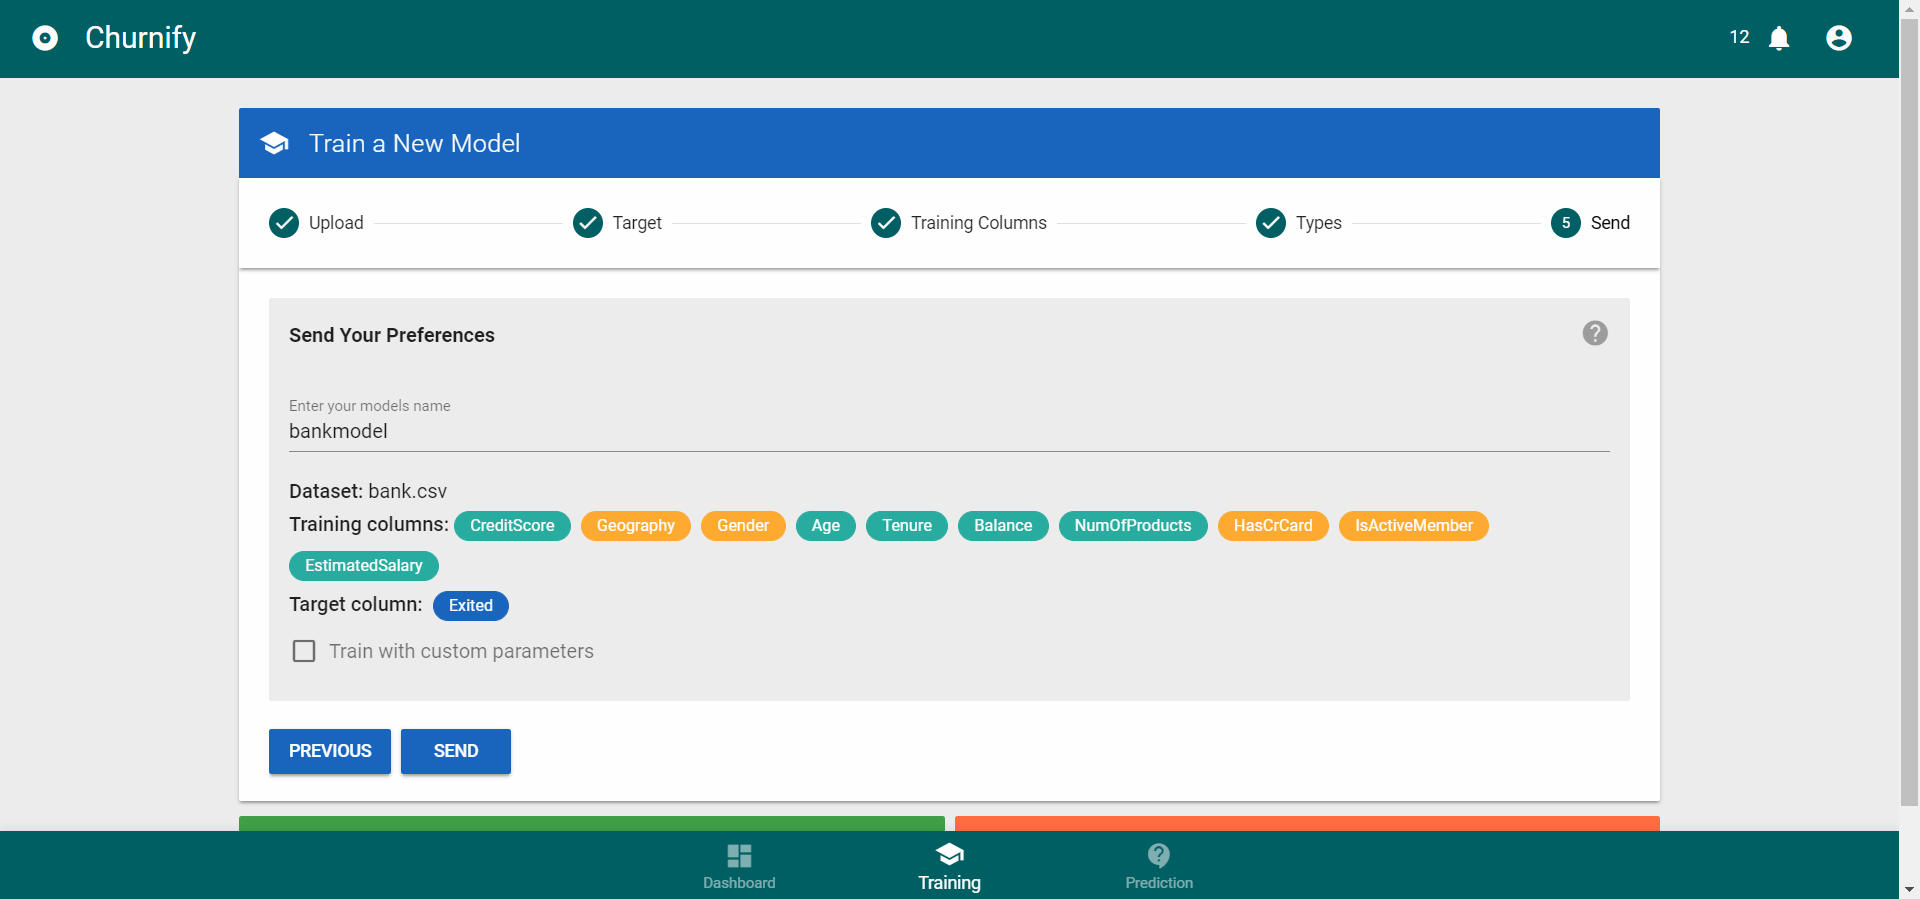 Churnify
12
Train a New Model
Upload
Target
Training Columns
Types
5 Send
Send Your Preferences
?
Enter your models name
bankmodel
Dataset: bank.csv
Training columns: CreditScore Geography Gender Age Tenure Balance NumOfProducts HasCrCard IsActiveMember
EstimatedSalary
Target column: Exited
Train with custom parameters
PREVIOUS SEND
Dashboard
Training
? Prediction